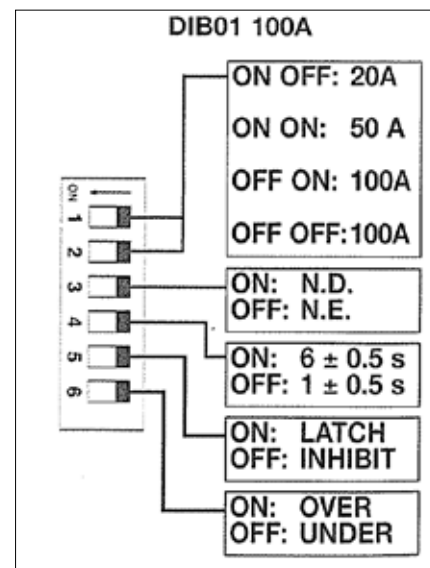 DIB01 100A
ON OFF: 20A
ON ON: 50 A
OFF ON: 100A
OFF OFF:100A
ON
1
2
3
4
5
6
ON: N.D.
OFF: N.E.
ON: 6 ± 0.5 s
OFF: 1 ± 0.5 s
ON: LATCH
OFF: INHIBIT
ON: OVER
OFF: UNDER